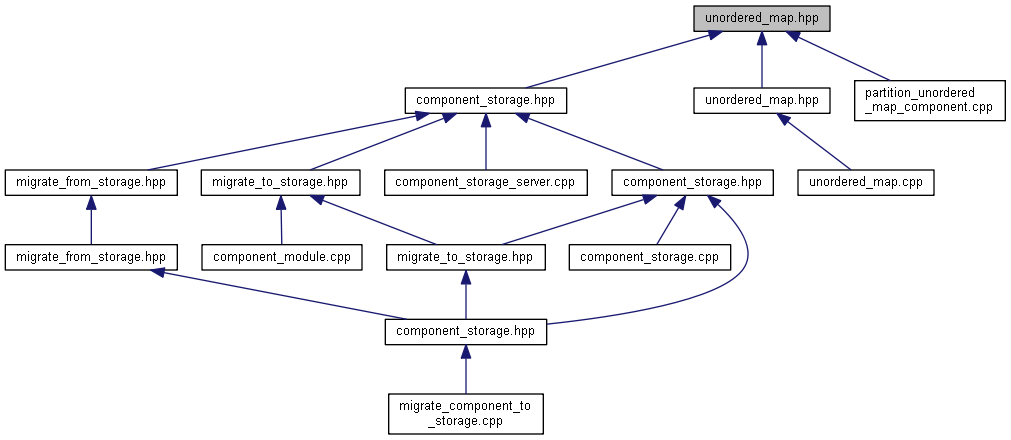 unordered_map.hpp
component_storage.hpp
unordered_map.hpp
partition_unordered
_map_component.cpp
migrate_from_storage.hpp
migrate_to_storage.hpp
component_storage_server.cpp
component_storage.hpp
unordered_map.cpp
migrate_from_storage.hpp
component_module.cpp
migrate_to_storage.hpp
component_storage.cpp
component_storage.hpp
migrate_component_to
_storage.cpp